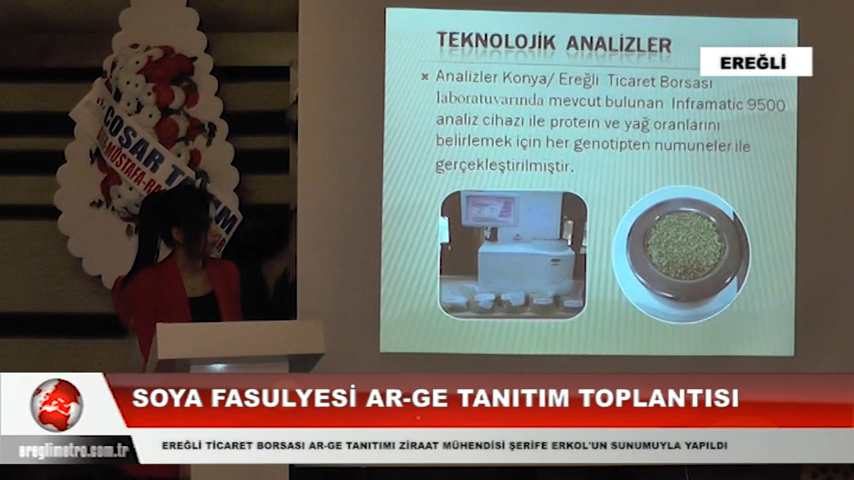 TEKNOLOJİK ANALİZLER
EREĞLİ
Analizler Konya/ Ereğli Ticaret Borsası
laboratuvarında mevcut bulunan Inframatic 9500
analiz cihazı ile protein ve yağ oranlarını
belirlemek için her genotipten numuneler ile
gerçekleştirilmiştir.
COŞAR TARIM
MUSTAFA
SOYA FASULYESİ AR-GE TANITIM TOPLANTISI
EREĞLİ TİCARET BORSASI AR-GE TANITIMI ZİRAAT MÜHENDİSİ ŞERİFE ERKOL'UN SUNUMUYLA YAPILDI
ereglimetro.com.tr